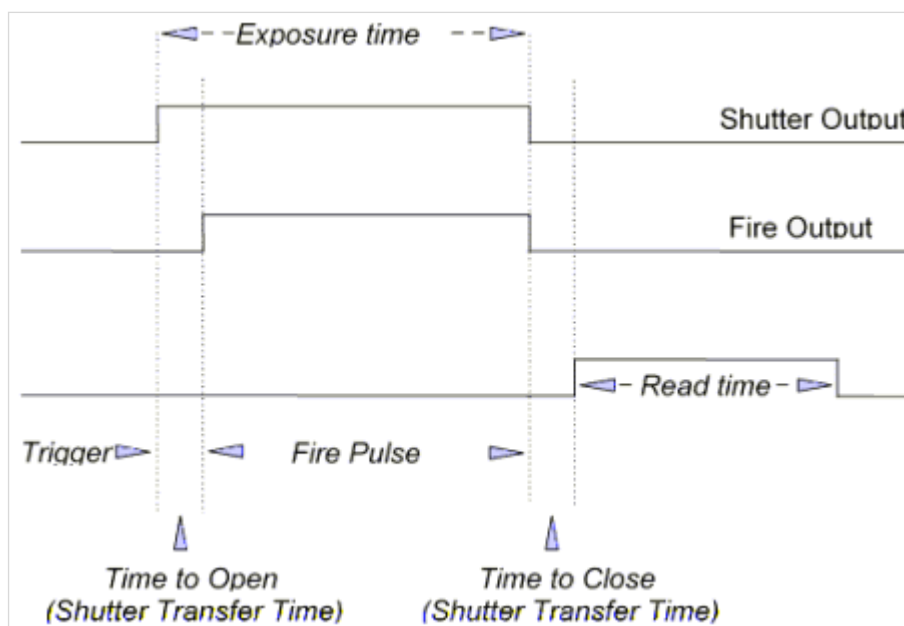 Exposure time
Shutter Output
Fire Output
Read time
Trigger
Fire Pulse
Time to Open
(Shutter Transfer Time)
Time to Close
(Shutter Transfer Time)